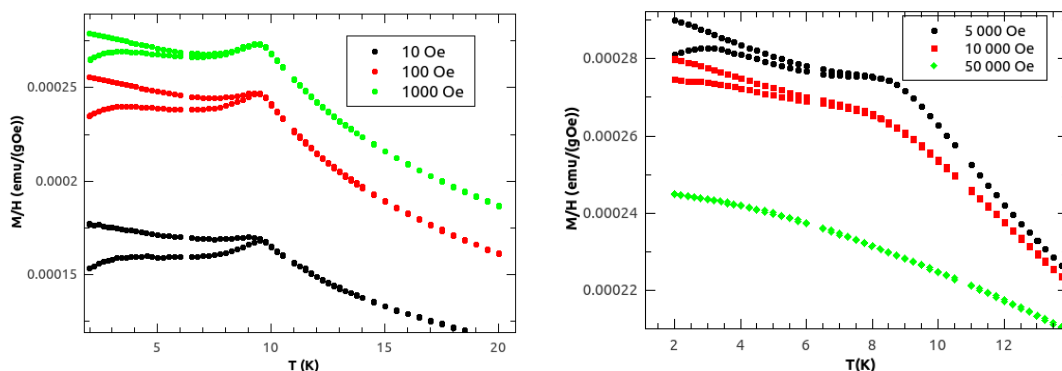 10 Oe
100 Oe
1000 Oe
0.00025
0.0002
0.00015
M/H (emu/(gOe))
5
10
15
20
T (K)
5 000 Oe
10 000 Oe
50 000 Oe
0.00028
0.00026
0.00024
0.00022
M/H (emu/(gOe))
2
4
6
8
10
12
T(K)